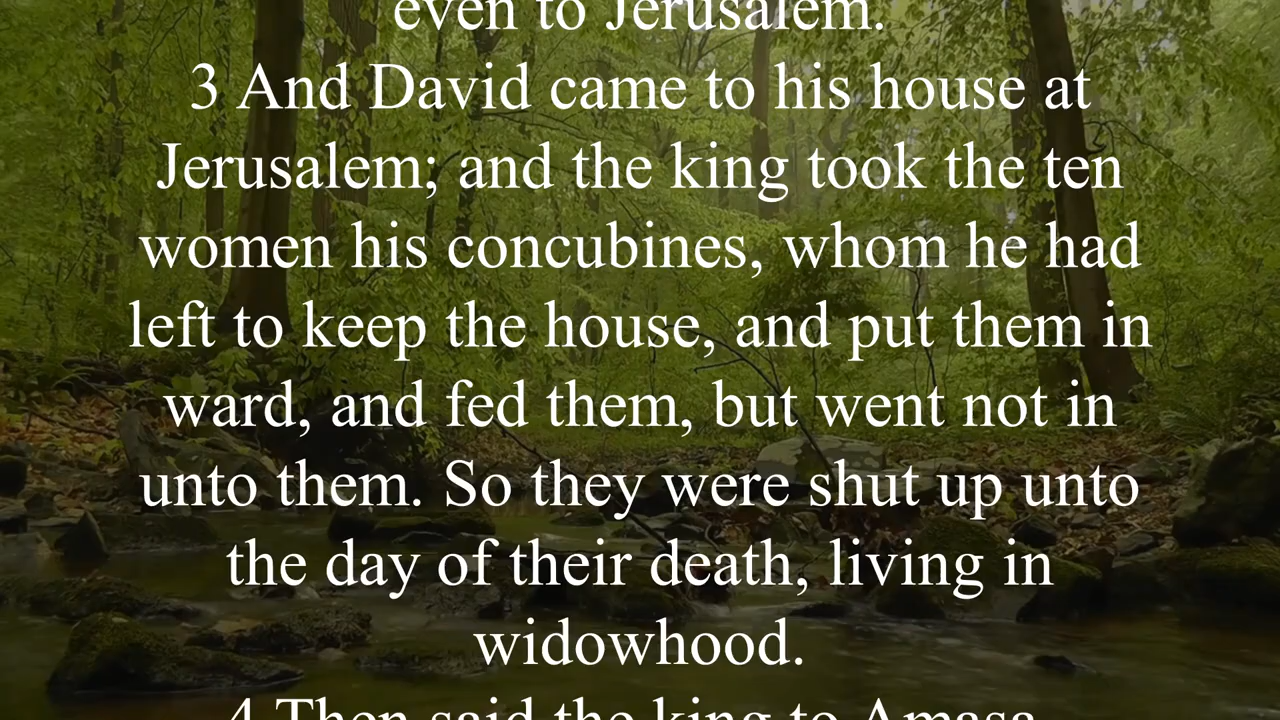 even to Jerusalem.
3 And David came to his house at
Jerusalem; and the king took the ten
women his concubines, whom he had
left to keep the house, and put them in
ward, and fed them, but went not in
unto them. So they were shut up unto
the day of their death, living in
widowhood.
4 Then said the king to Amasa,